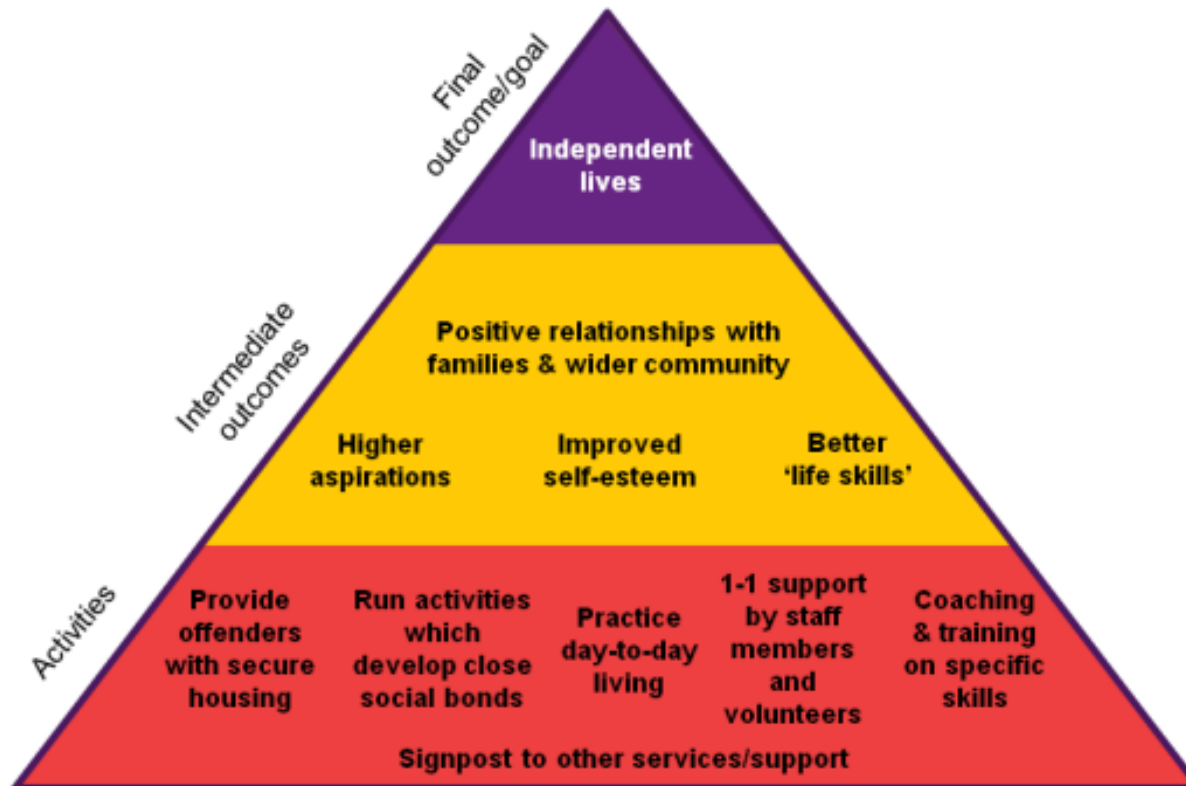 Final
outcome/goal
Independent
lives
Intermediate
outcomes
Positive relationships with
families & wider community
Higher
aspirations
Improved
self-esteem
Better
‘life skills’
Activities
Provide
offenders
with secure
housing
Run activities
which
develop close
social bonds
Practice
day-to-day
living
1-1 support
by staff
members
and
volunteers
Coaching
& training
on specific
skills
Signpost to other services/support